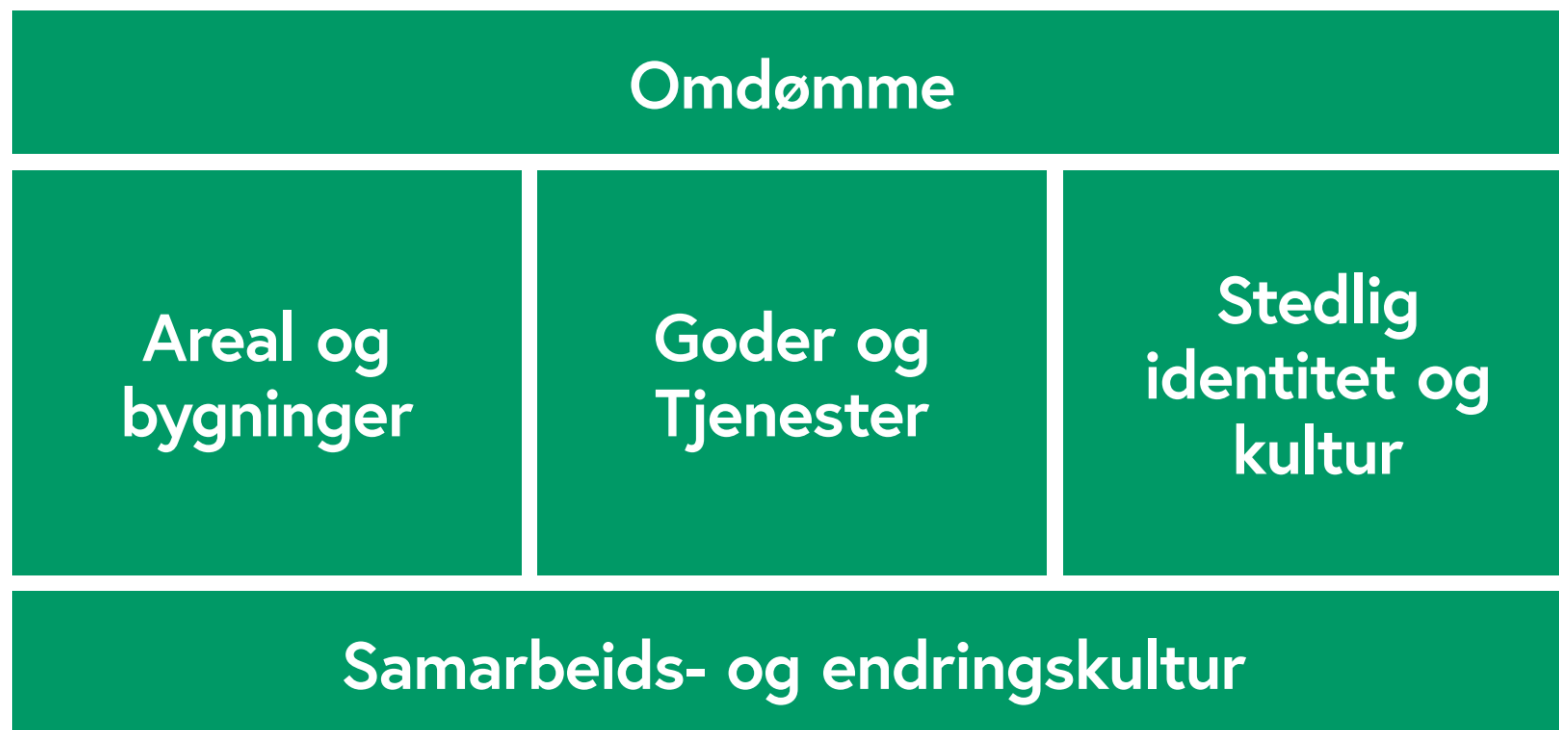 Omdømme
Areal og
bygninger
Goder og
Tjenester
Stedlig
identitet og
kultur
Samarbeids- og endringskultur